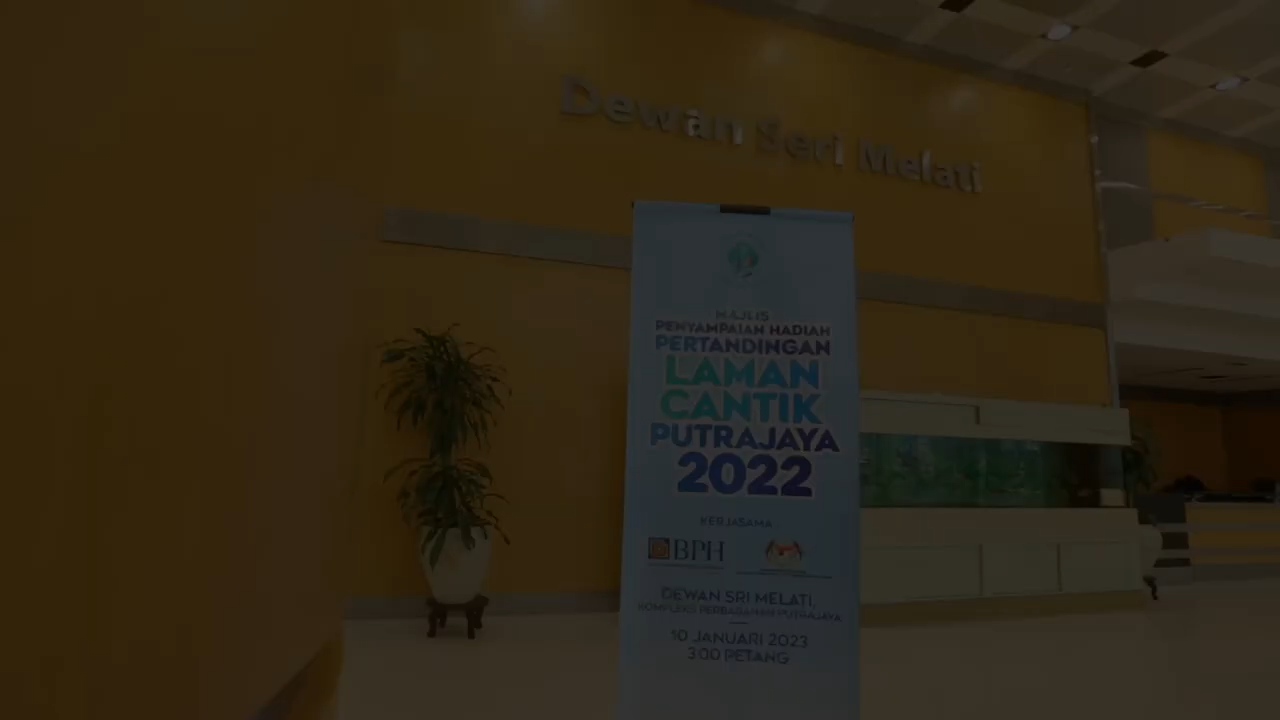 Dewan Seri Melati
MAJLIS
PENYAMPAIAN HADIAH
PERTANDINGAN
LAMAN
CANTIK
PUTRAJAYA
2022
KERJASAMA :
BPH
DEWAN SRI MELATI,
KOMPLEKS PERBADANAN PUTRAJAYA
10 JANUARI 2023
3.00 PETANG